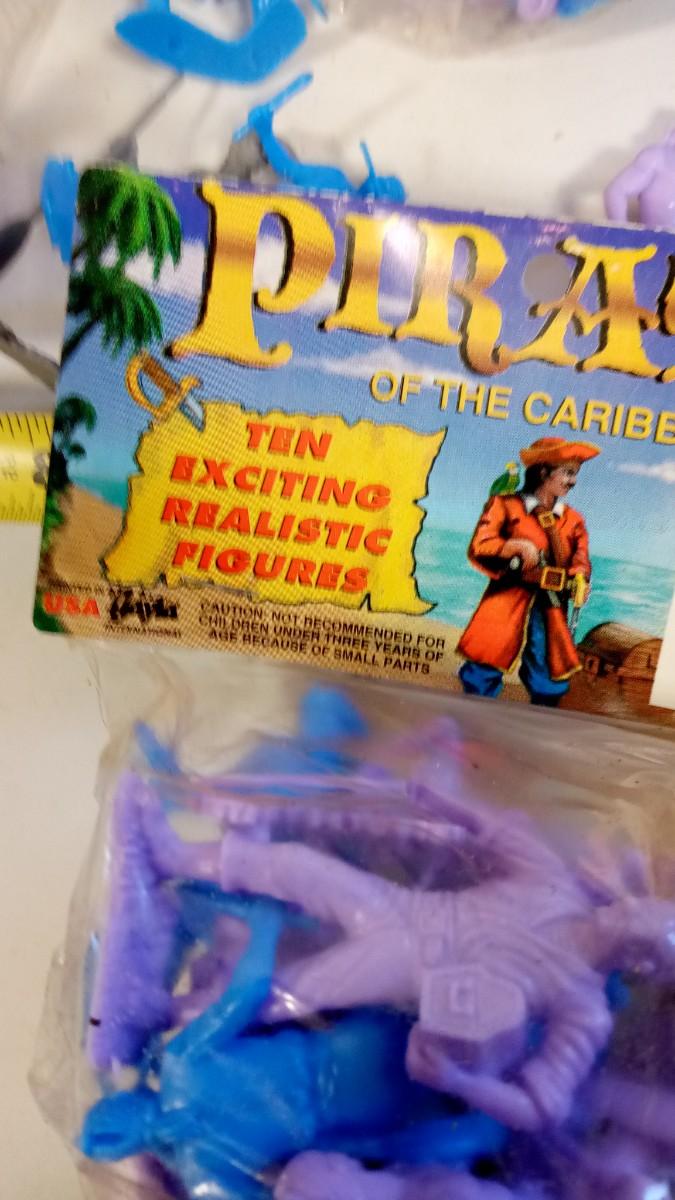 PIRA
OF THE CARIBE
TEN
EXCITING
REALISTIC
FIGURES
USA
CAUTION: NOT RECOMMENDED FOR
CHILDREN UNDER THREE YEARS OF
AGE BECAUSE OF SMALL PARTS